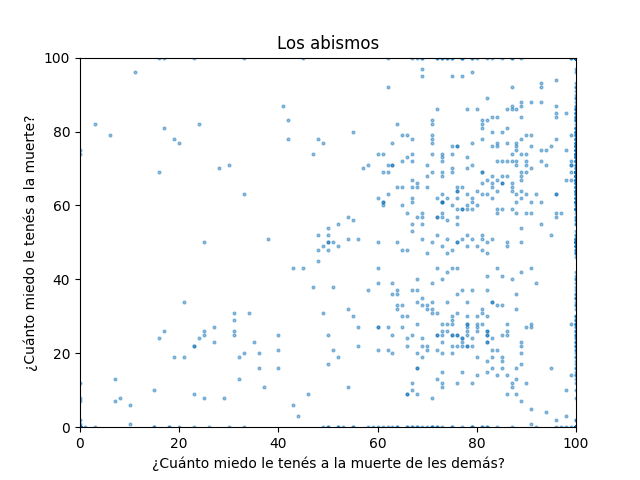 Los abismos
¿Cuánto miedo le tenés a la muerte?
100
80
60
40
20
0
0 20 40 60 80 100
¿Cuánto miedo le tenés a la muerte de les demás?